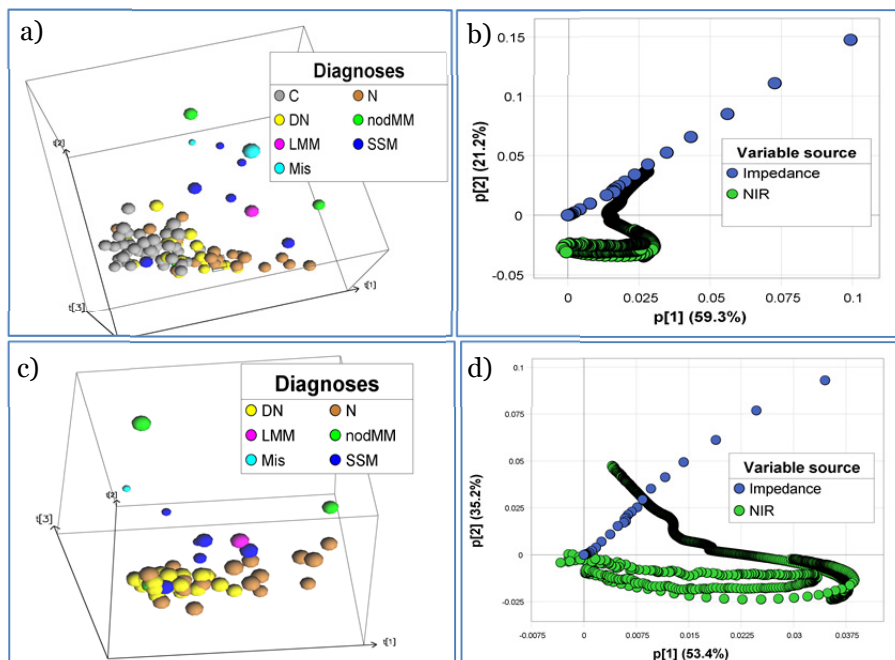 a)
Diagnoses
C N
DN nodMM
LMM SSM
Mis
t[2]
t[3]
t[1]
b)
0.15
0.1
0.05
0
-0.05
p[2] (21.2%)
Variable source
Impedance
NIR
0 0.025 0.05 0.075 0.1
p[1] (59.3%)
c)
Diagnoses
DN N
LMM nodMM
Mis SSM
t[2]
t[3]
t[1]
d)
0.1
0.075
0.05
0.025
0
-0.025
p[2] (35.2%)
Variable source
Impedance
NIR
-0.0075 0 0.0075 0.015 0.0225 0.03 0.0375
p[1] (53.4%)